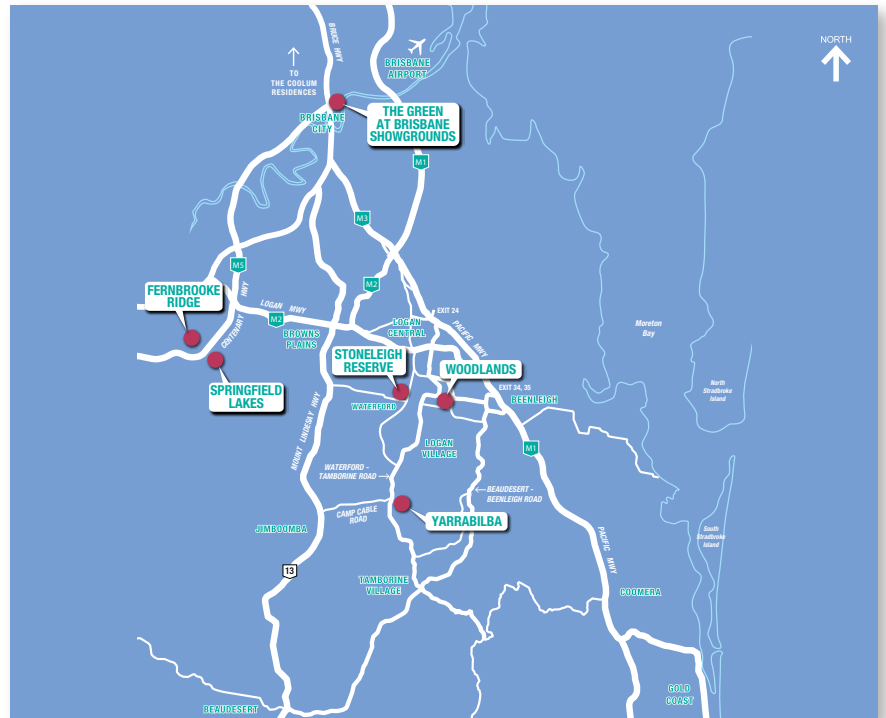 BRUCE HWY
NORTH
TO
THE COOLUM
RESIDENCES
BRISBANE
AIRPORT
BRISBANE
CITY
THE GREEN
AT BRISBANE
SHOWGROUNDS
M1
M3
M5
M2
FERNBROOKE
RIDGE
CENTENARY HWY
LOGAN MWY
M2
BROWNS
PLAINS
LOGAN
CENTRAL
EXIT 24
PACIFIC MWY
Moreton
Bay
STONELEIGH
RESERVE
WOODLANDS
SPRINGFIELD
LAKES
EXIT 34, 35
BEENLEIGH
North
Stradbroke
Island
WATERFORD
MOUNT LINDESAY HWY
LOGAN
VILLAGE
M1
WATERFORD -
TAMBORINE ROAD
BEAUDESERT -
BEENLEIGH ROAD
CAMP CABLE
ROAD
YARRABILBA
JIMBOOMBA
South
Stradbroke
Island
PACIFIC MWY
13
TAMBORINE
VILLAGE
COOMERA
GOLD
COAST
BEAUDESERT